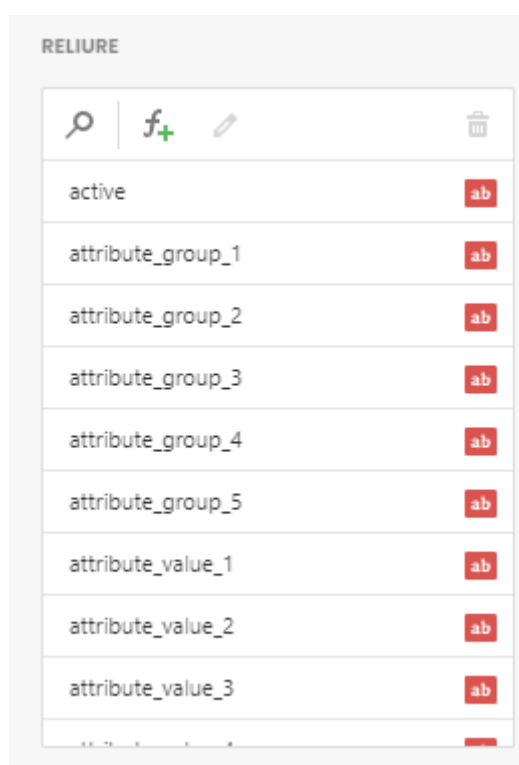 RELIURE
f+
active ab
attribute_group_1 ab
attribute_group_2 ab
attribute_group_3 ab
attribute_group_4 ab
attribute_group_5 ab
attribute_value_1 ab
attribute_value_2 ab
attribute_value_3 ab